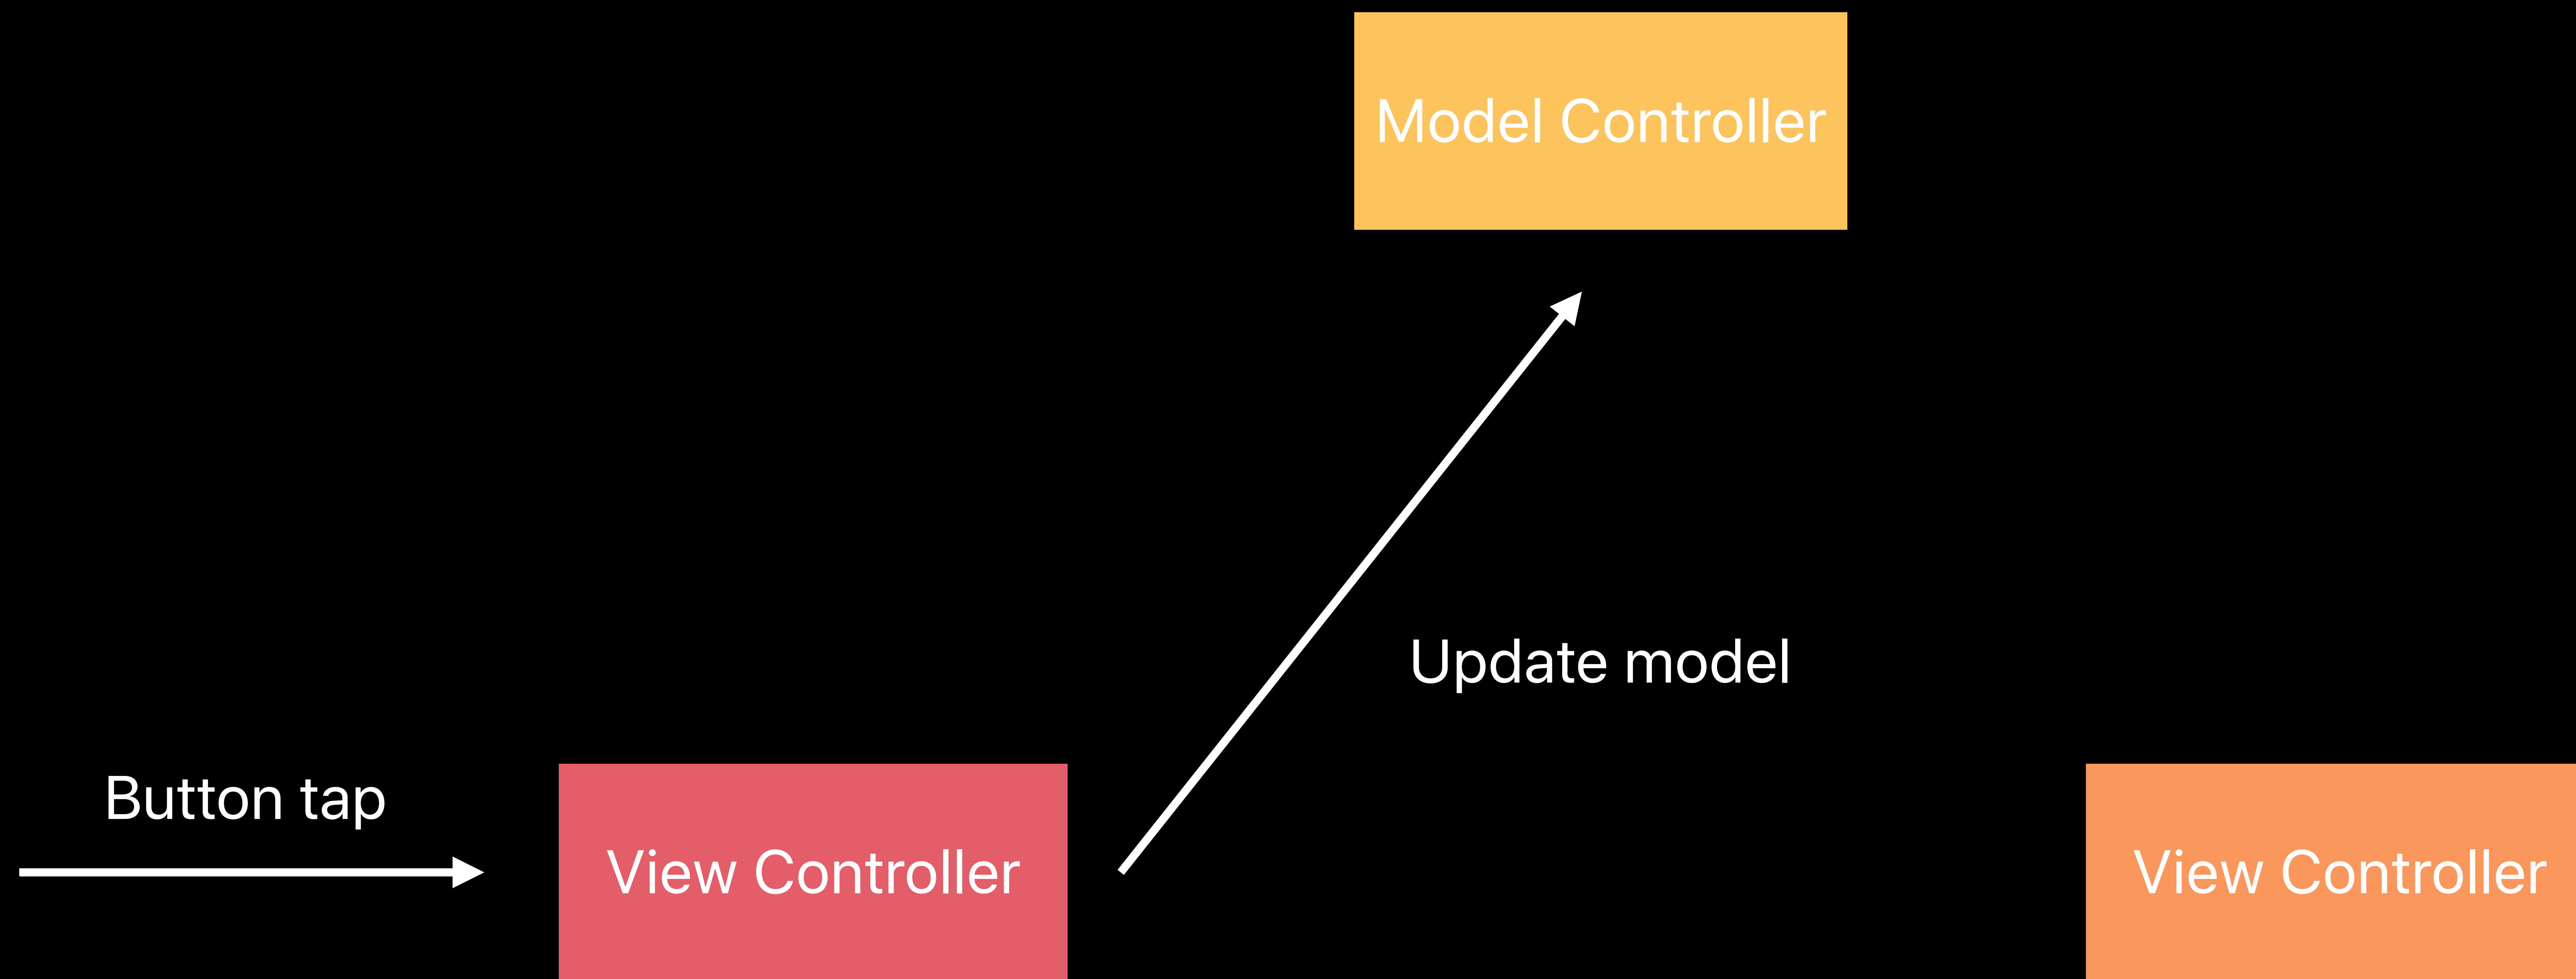 Model Controller
Update model
Button tap
View Controller
View Controller